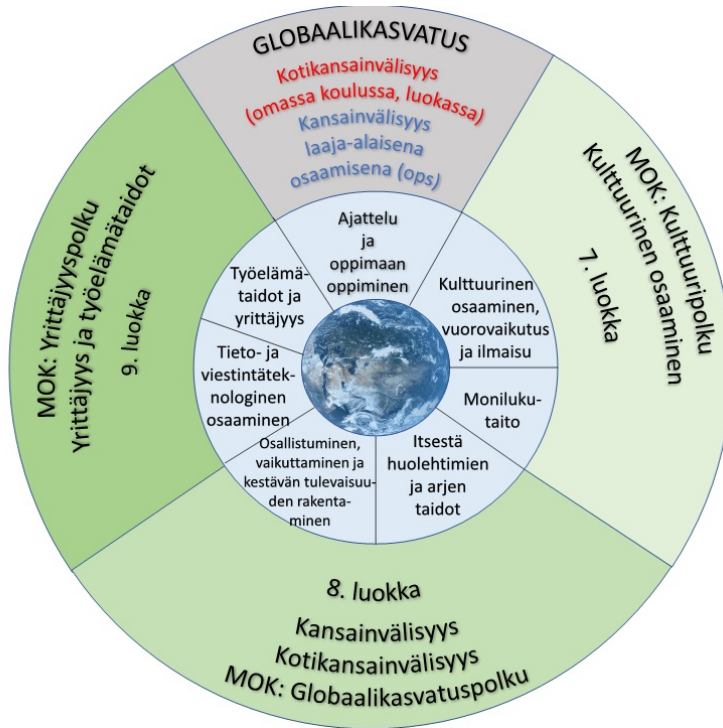 GLOBAALIKASVATUS
Kotikansainvälisyys
(omassa koulussa, luokassa)
Kansainvälisyys
laaja-alaisena
osaamisena (ops)
MOK: Kulttuuripolku
Kulttuurinen osaaminen
7. luokka
8. luokka
Kansainvälisyys
Kotikansainvälisyys
MOK: Globaalikasvatuspolku
MOK: Yrittäjyyspolku
Yrittäjyys ja työelämätaidot
9. luokka
Ajattelu
ja
oppimaan
oppiminen
Kulttuurinen
osaaminen,
vuorovaikutus
ja ilmaisu
Moniluku-
taito
Itsestä
huolehtimien
ja arjen
taidot
Osallistuminen,
vaikuttaminen ja
kestävän tulevaisuu-
den rakenta-
minen
Tieto- ja
viestintätek-
nologinen
osaaminen
Työelämä-
taidot ja
yrittäjyys